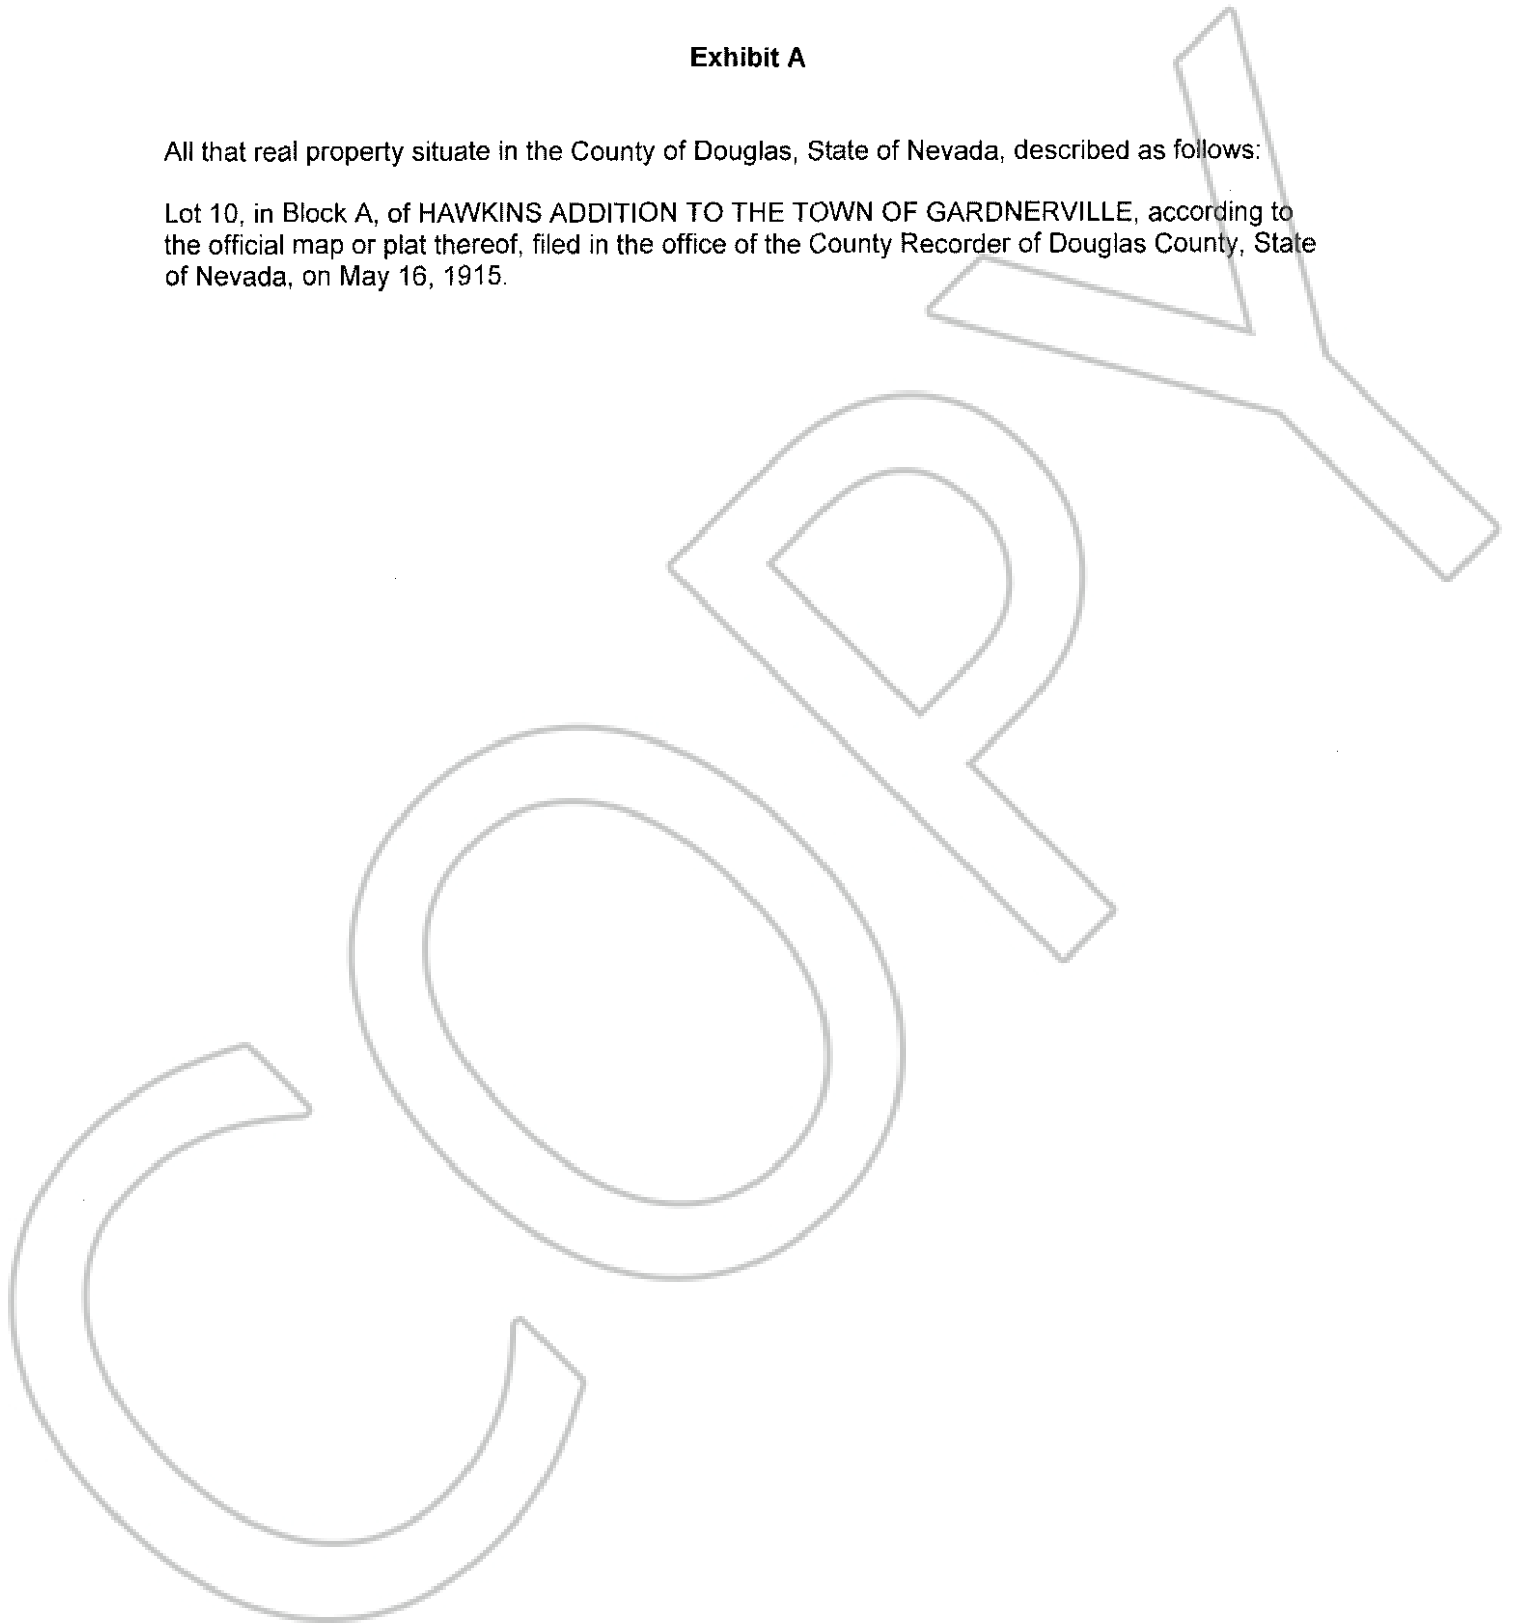 Exhibit A
All that real property situate in the County of Douglas, State of Nevada, described as follows:
Lot 10, in Block A, of HAWKINS ADDITION TO THE TOWN OF GARDNERVILLE, according to
the official map or plat thereof, filed in the office of the County Recorder of Douglas County, State
of Nevada, on May 16, 1915.
COPY